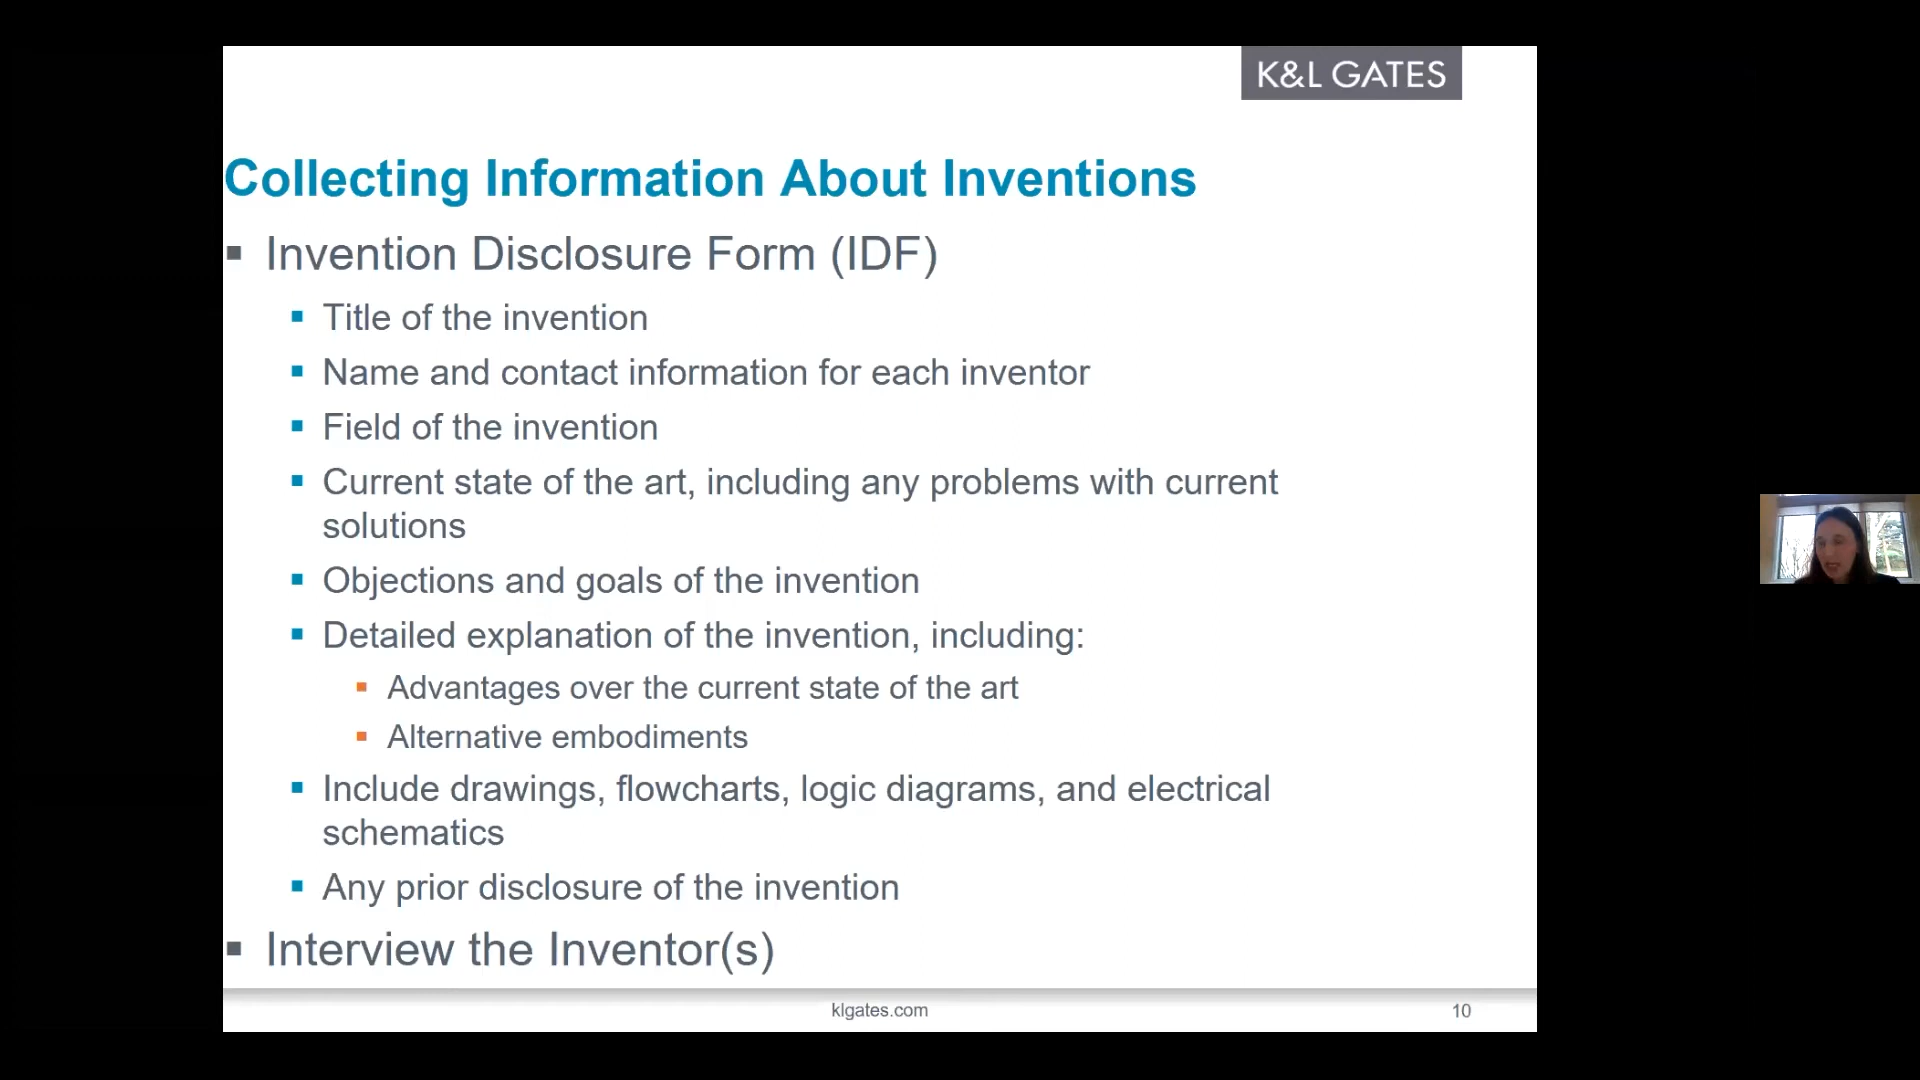 K&L GATES
Collecting Information About Inventions
Invention Disclosure Form (IDF)
Title of the invention
Name and contact information for each inventor
Field of the invention
Current state of the art, including any problems with current
solutions
Objections and goals of the invention
Detailed explanation of the invention, including:
Advantages over the current state of the art
Alternative embodiments
Include drawings, flowcharts, logic diagrams, and electrical
schematics
Any prior disclosure of the invention
Interview the Inventor(s)
klgates.com
10